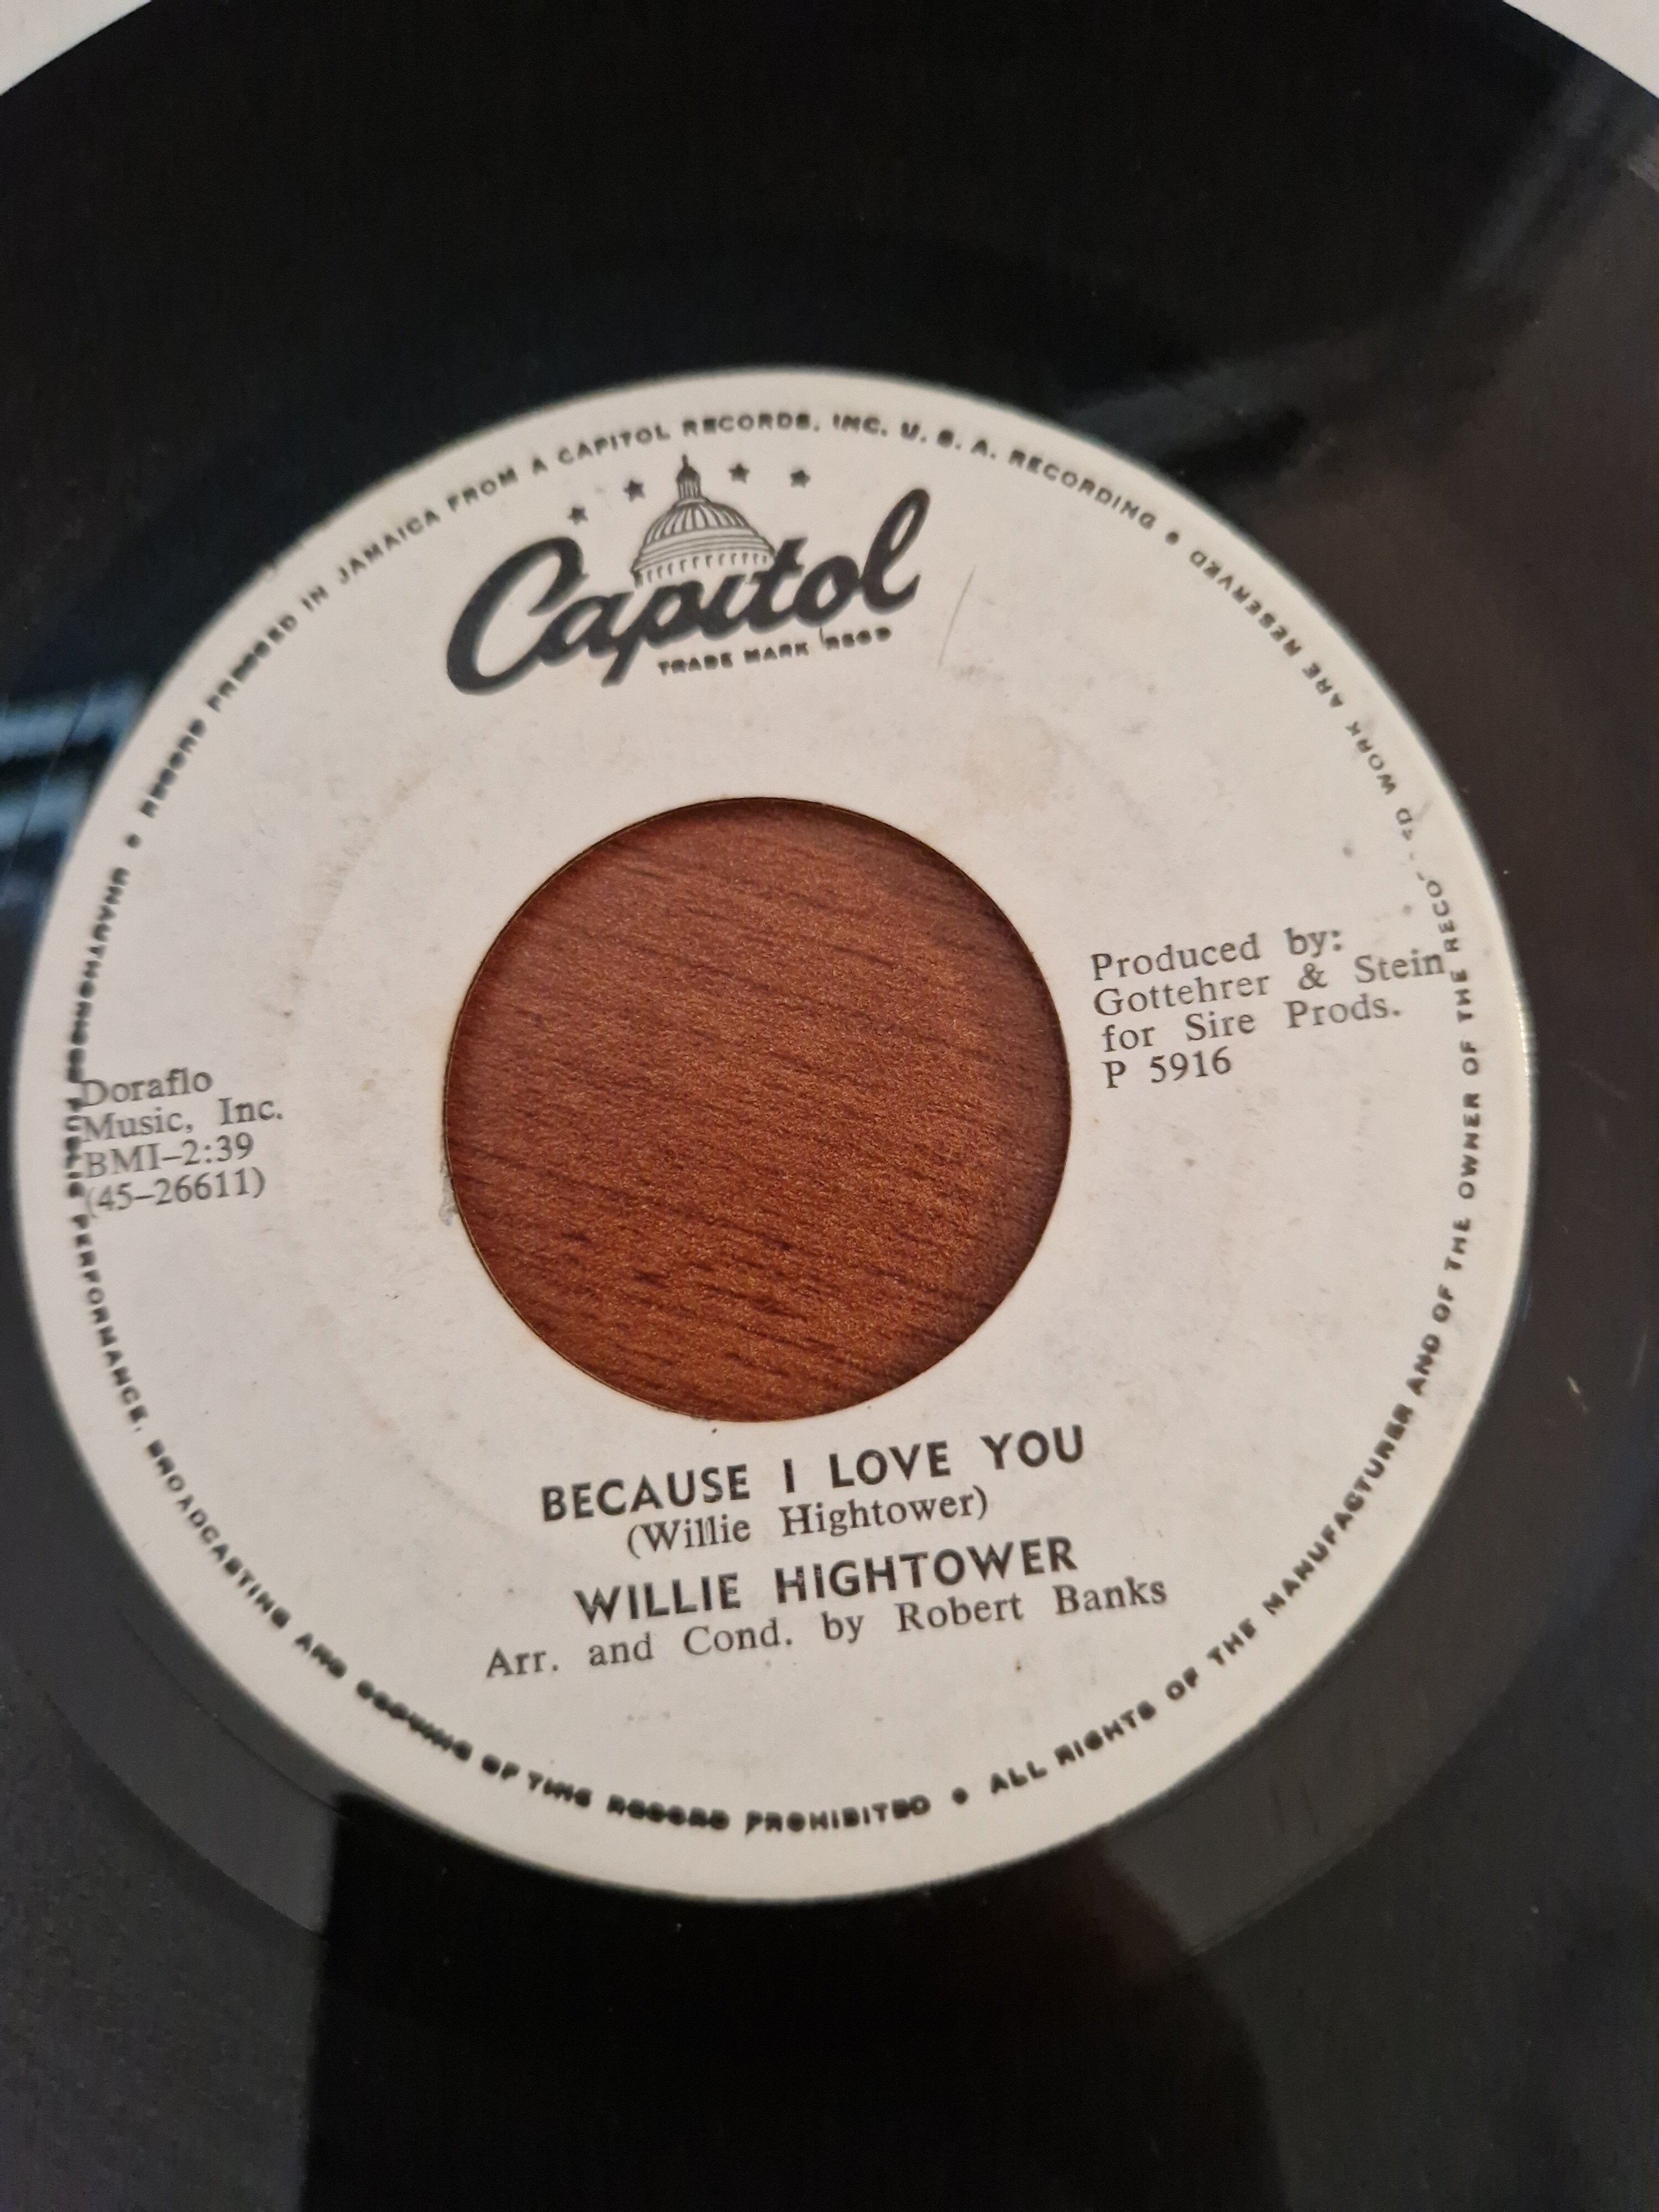 RECORD PRESSED IN JAMAICA FROM A CAPITOL RECORDS, INC. U. S. A. RECORDING • 
Capitol
TRADE MARK REGD
Produced by:
Gottehrer & Stein
for Sire Prods.
P 5916
Doraflo
Music, Inc.
BMI–2:39
(45–26611)
BECAUSE I LOVE YOU
(Willie Hightower)
WILLIE HIGHTOWER
Arr. and Cond. by Robert Banks
ALL RIGHTS OF THE MANUFACTURER AND OF THE OWNER OF THE WORK ARE RESERVED •
PERFORMANCE, BROADCASTING AND COPYING OF THIS RECORD PROHIBITED •